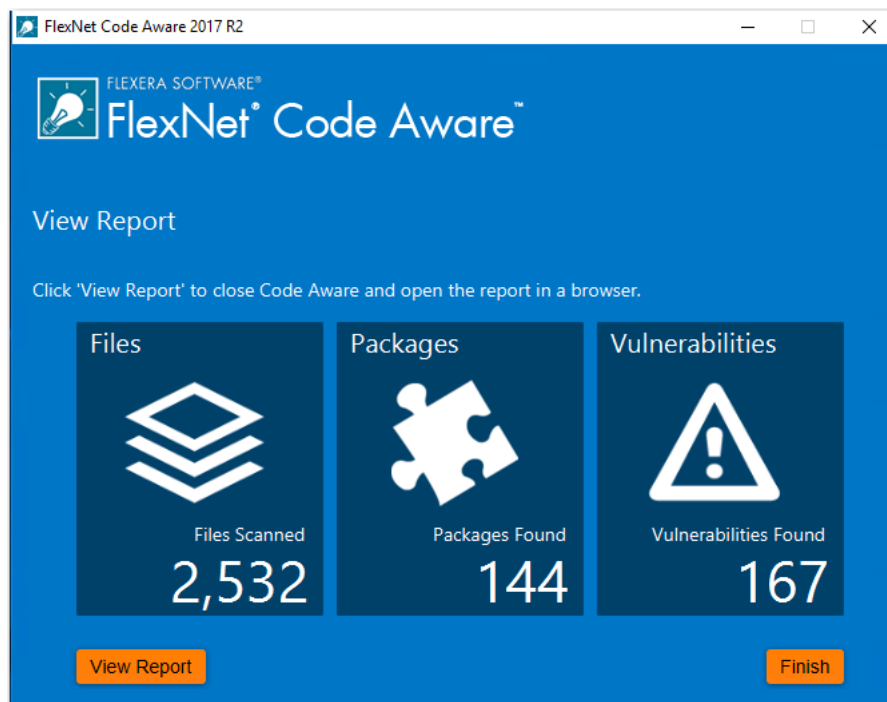 FlexNet Code Aware 2017 R2
FLEXERA SOFTWARE®
FlexNet® Code Aware™
View Report
Click 'View Report' to close Code Aware and open the report in a browser.
Files
Packages
Vulnerabilities
Files Scanned
Packages Found
Vulnerabilities Found
2,532
144
167
View Report
Finish